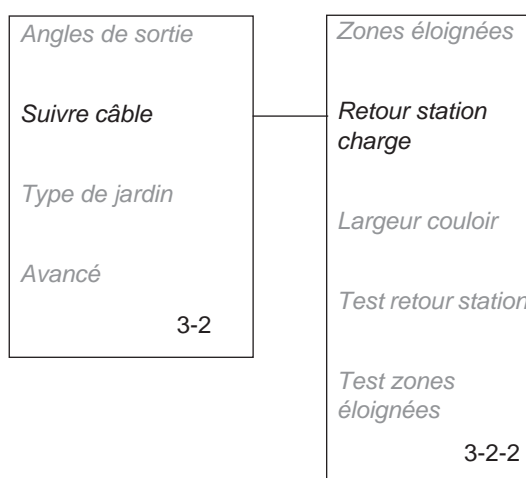 Angles de sortie
Suivre câble
Type de jardin
Avancé
3-2
Zones éloignées
Retour station
charge
Largeur couloir
Test retour station
Test zones
éloignées
3-2-2